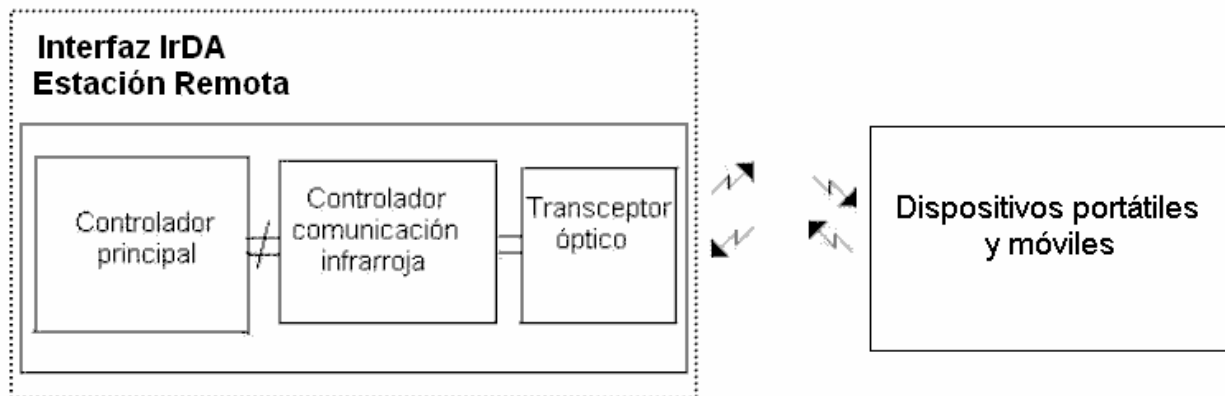 Interfaz IrDA
Estación Remota
Controlador
principal
Controlador
comunicación
infrarroja
Transceptor
óptico
Dispositivos portátiles
y móviles